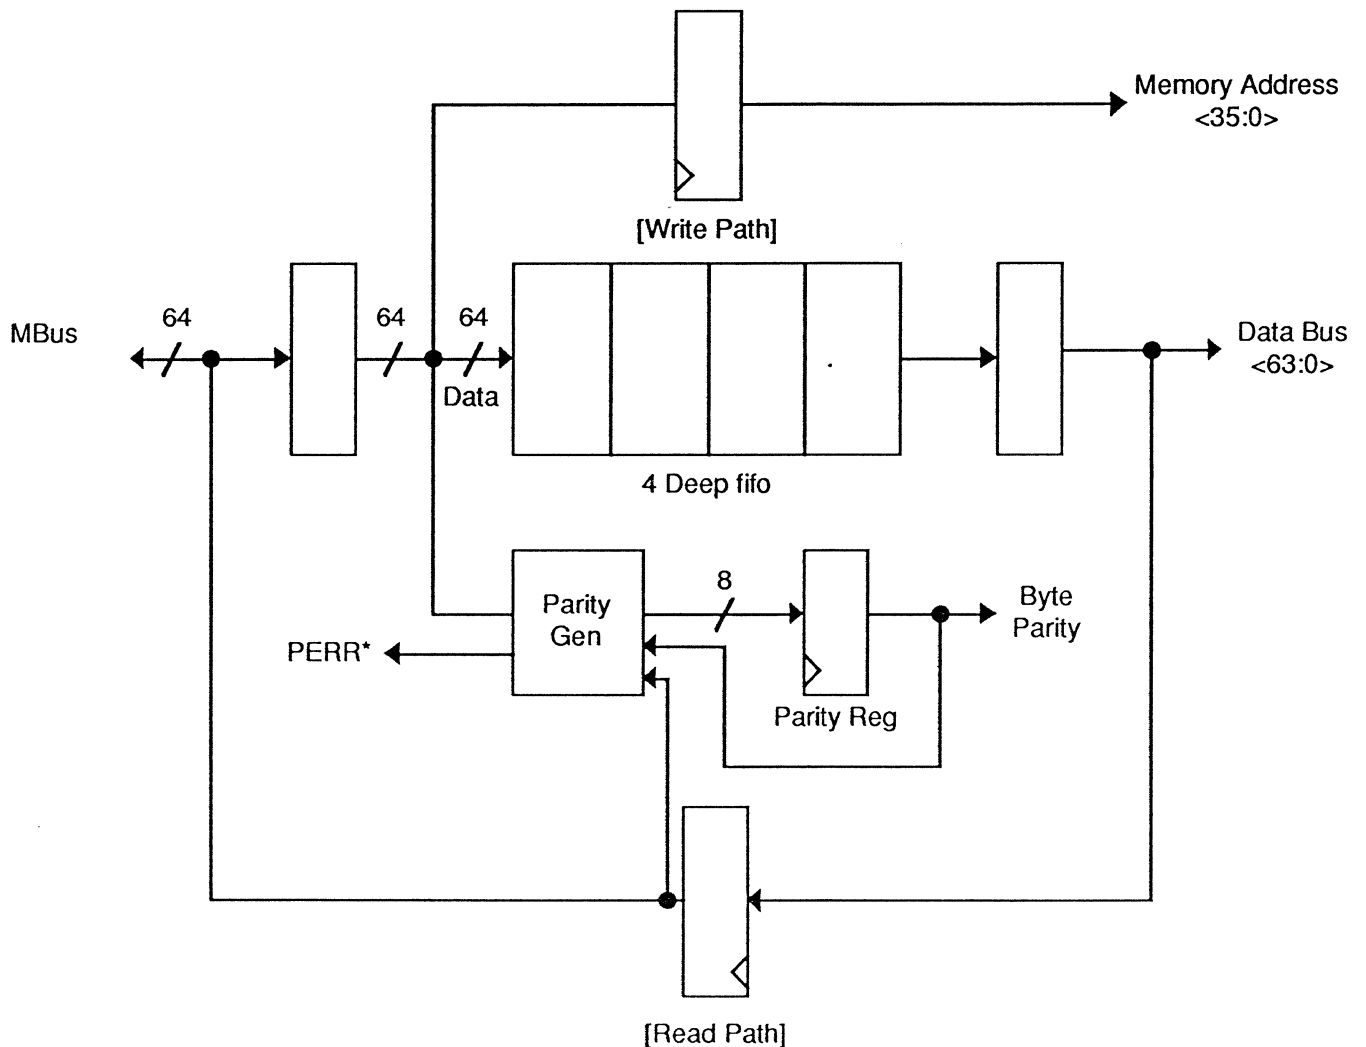 Memory Address
<35:0>
[Write Path]
MBus
64
64
64
Data
Data Bus
<63:0>
4 Deep fifo
Parity
Gen
8
Byte
Parity
PERR*
Parity Reg
[Read Path]